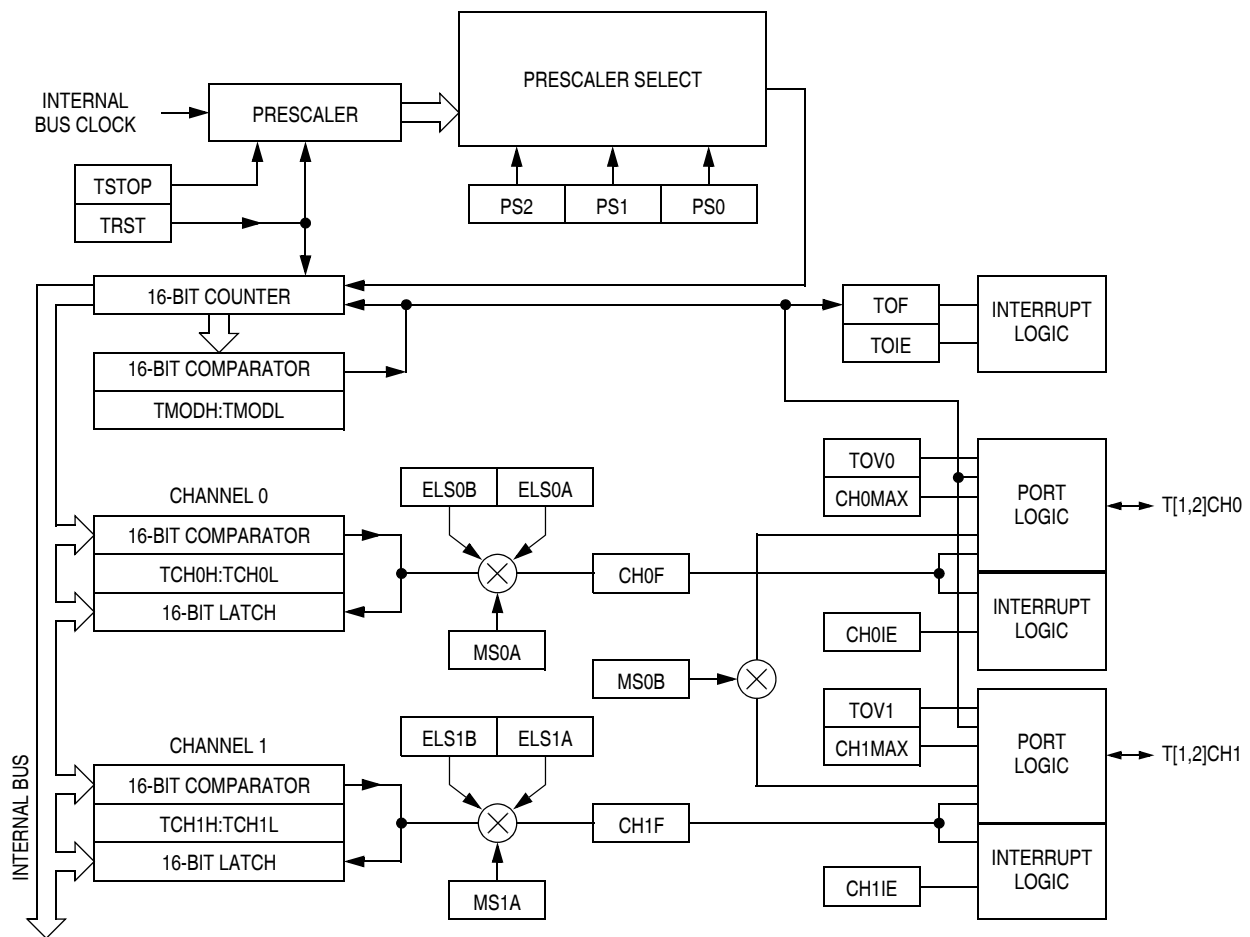 PRESCALER SELECT
INTERNAL
BUS CLOCK
PRESCALER
TSTOP
TRST
PS2
PS1
PS0
16-BIT COUNTER
TOF
TOIE
INTERRUPT
LOGIC
16-BIT COMPARATOR
TMODH:TMODL
CHANNEL 0
ELS0B
ELS0A
TOV0
CH0MAX
PORT
LOGIC
T[1,2]CH0
16-BIT COMPARATOR
TCH0H:TCH0L
16-BIT LATCH
CH0F
MS0A
CH0IE
INTERRUPT
LOGIC
MS0B
CHANNEL 1
ELS1B
ELS1A
TOV1
CH1MAX
PORT
LOGIC
T[1,2]CH1
16-BIT COMPARATOR
TCH1H:TCH1L
16-BIT LATCH
CH1F
MS1A
CH1IE
INTERRUPT
LOGIC
INTERNAL BUS